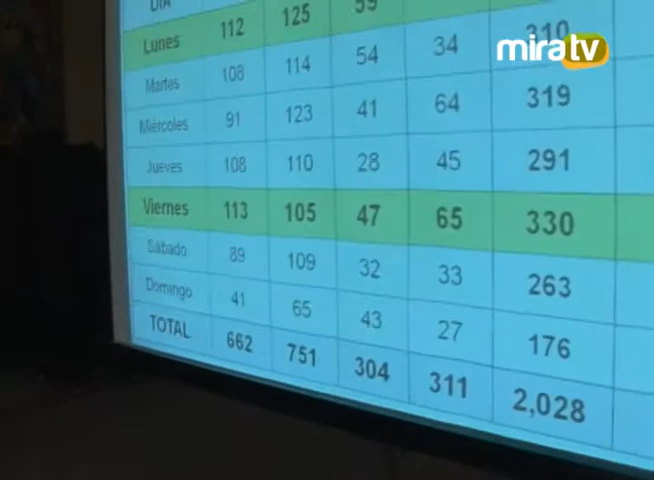 DÍA
Lunes 112 125 59
miratv
Martes 108 114 54 34 310
Miércoles 91 123 41 64 319
Jueves 108 110 28 45 291
Viernes 113 105 47 65 330
Sábado 89 109 32 33 263
Domingo 41 65 43 27 176
TOTAL 662 751 304 311 2,028